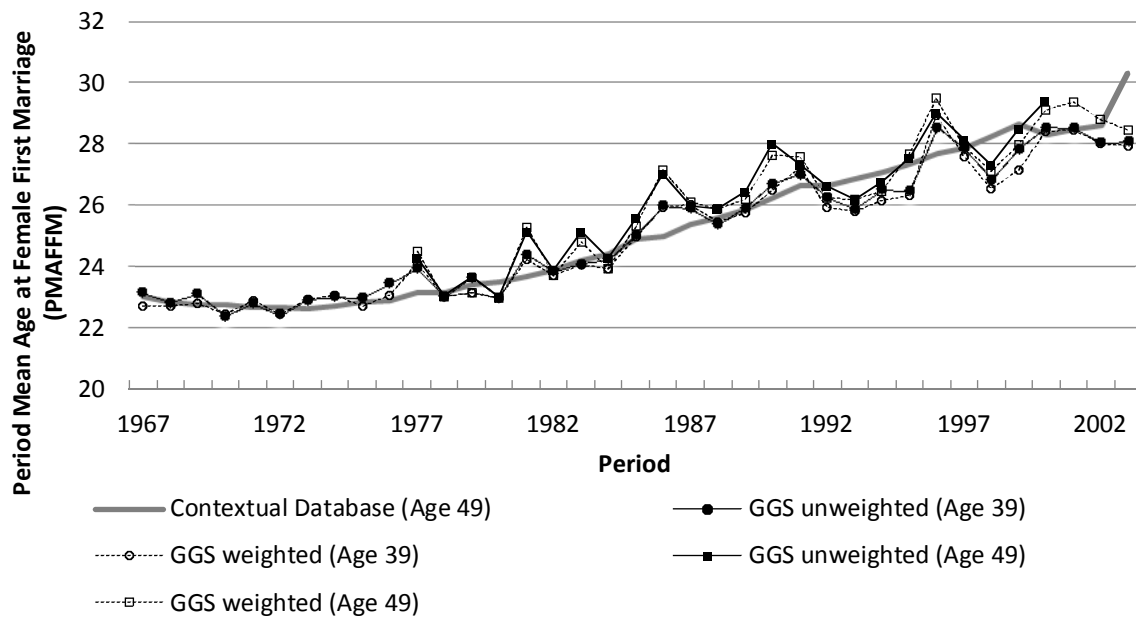 Period Mean Age at Female First Marriage
(PMAFFM)
32
30
28
26
24
22
20
1967 1972 1977 1982 1987 1992 1997 2002
Period
Contextual Database (Age 49) GGS unweighted (Age 39)
GGS weighted (Age 39) GGS unweighted (Age 49)
GGS weighted (Age 49)